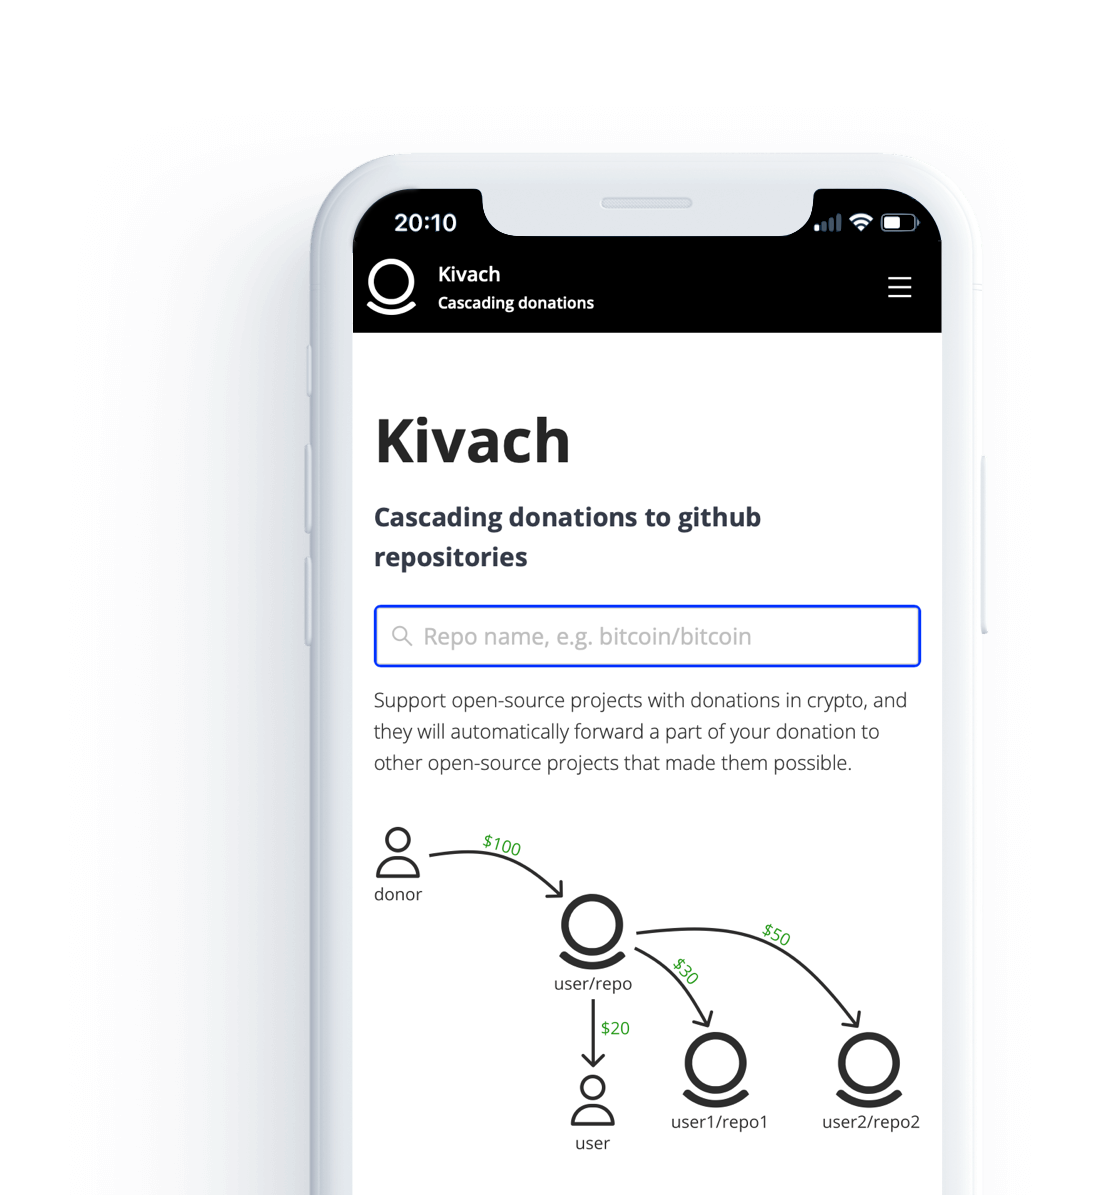 20:10
Kivach
Cascading donations
Kivach
Cascading donations to github
repositories
Repo name, e.g. bitcoin/bitcoin
Support open-source projects with donations in crypto, and
they will automatically forward a part of your donation to
other open-source projects that made them possible.
$100
donor
$50
$30
user/repo
$20
user1/repo1
user2/repo2
user